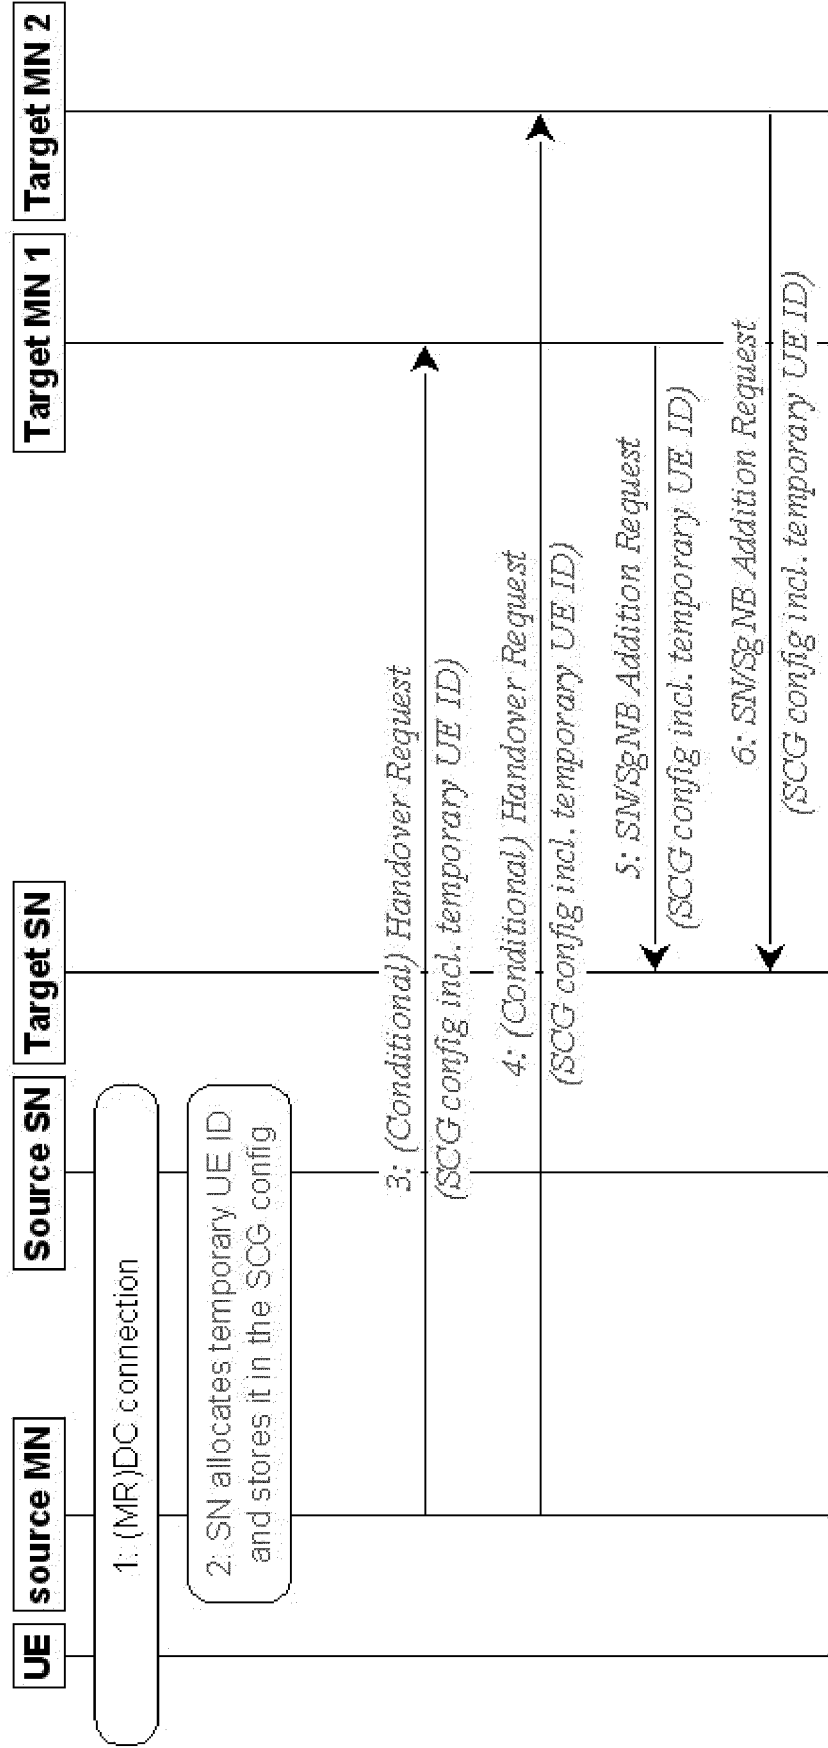 UE
source MN
Source SN
Target SN
Target MN 1
Target MN 2
1: (MR)DC connection
2: SN allocates temporary UE ID
and stores it in the SCG config
3: (Conditional) Handover Request
(SCG config incl. temporary UE ID)
4: (Conditional) Handover Request
(SCG config incl. temporary UE ID)
5: SN/SgNB Addition Request
(SCG config incl. temporary UE ID)
6: SN/SgNB Addition Request
(SCG config incl. temporary UE ID)